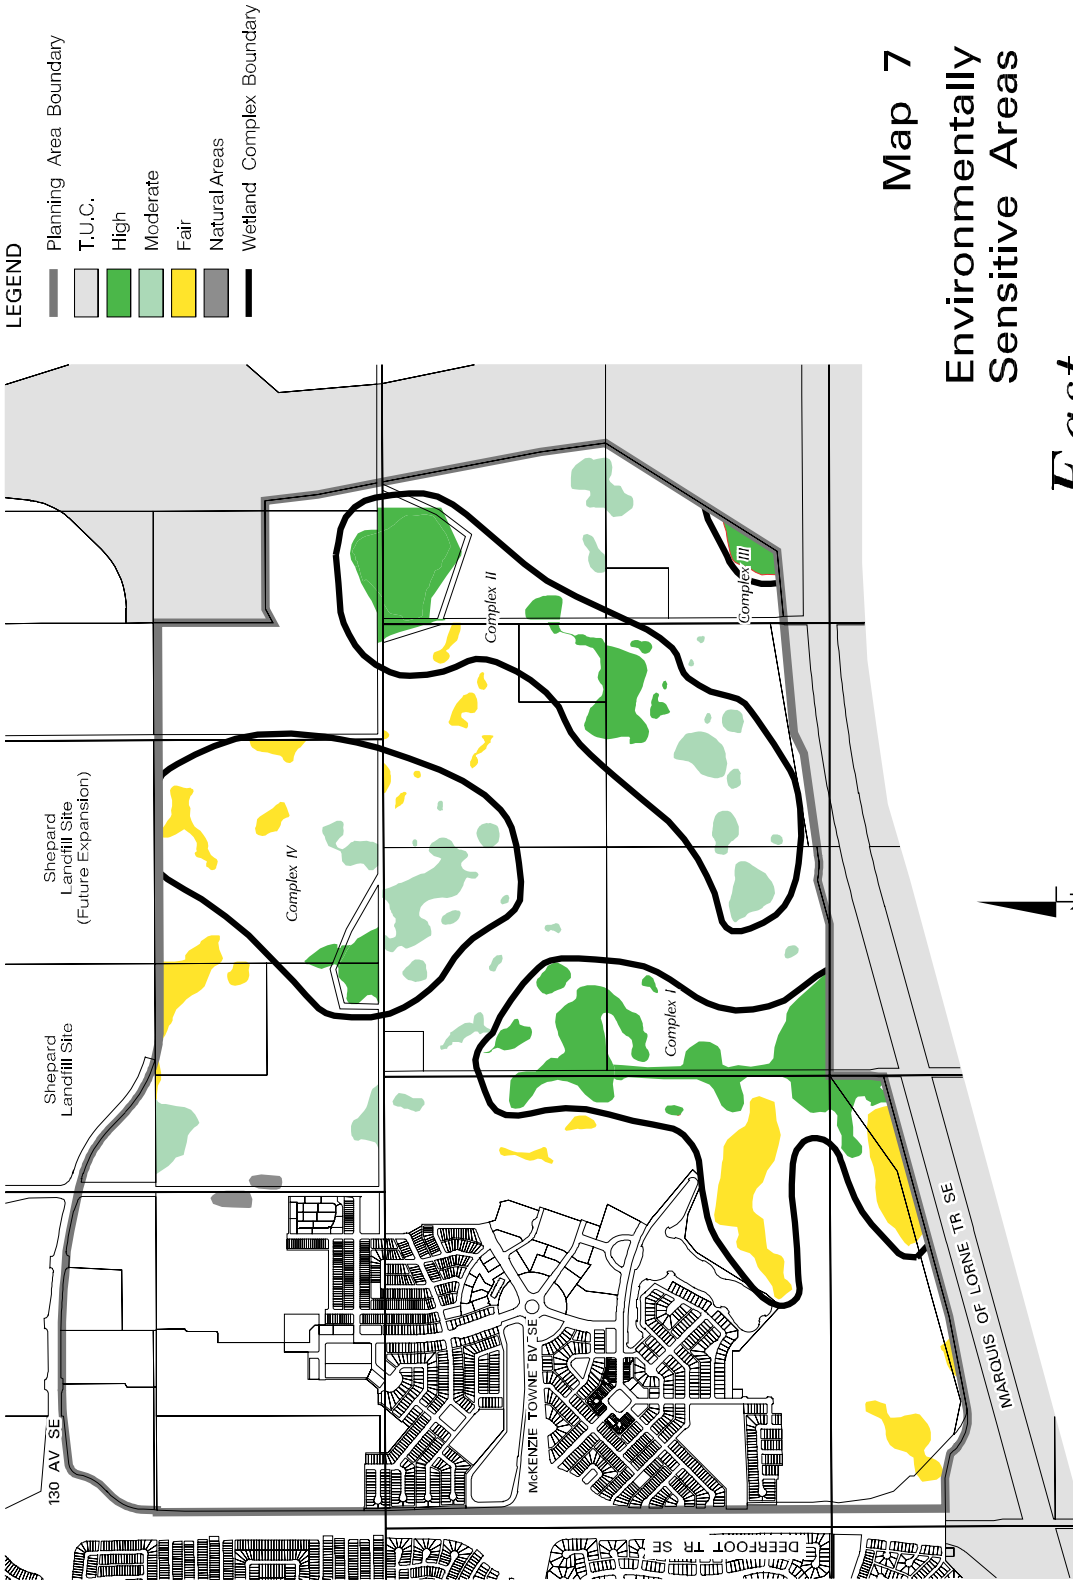 LEGEND
Planning Area Boundary
T.U.C.
High
Moderate
Fair
Natural Areas
Wetland Complex Boundary
Map 7
Environmentally
Sensitive Areas
East
Shepard
Landfill Site
(Future Expansion)
Shepard
Landfill Site
Complex II
Complex III
Complex IV
Complex I
130 AV SE
McKENZIE TOWNE BV SE
DEERFOOT TR SE
MARQUIS OF LORNE TR SE